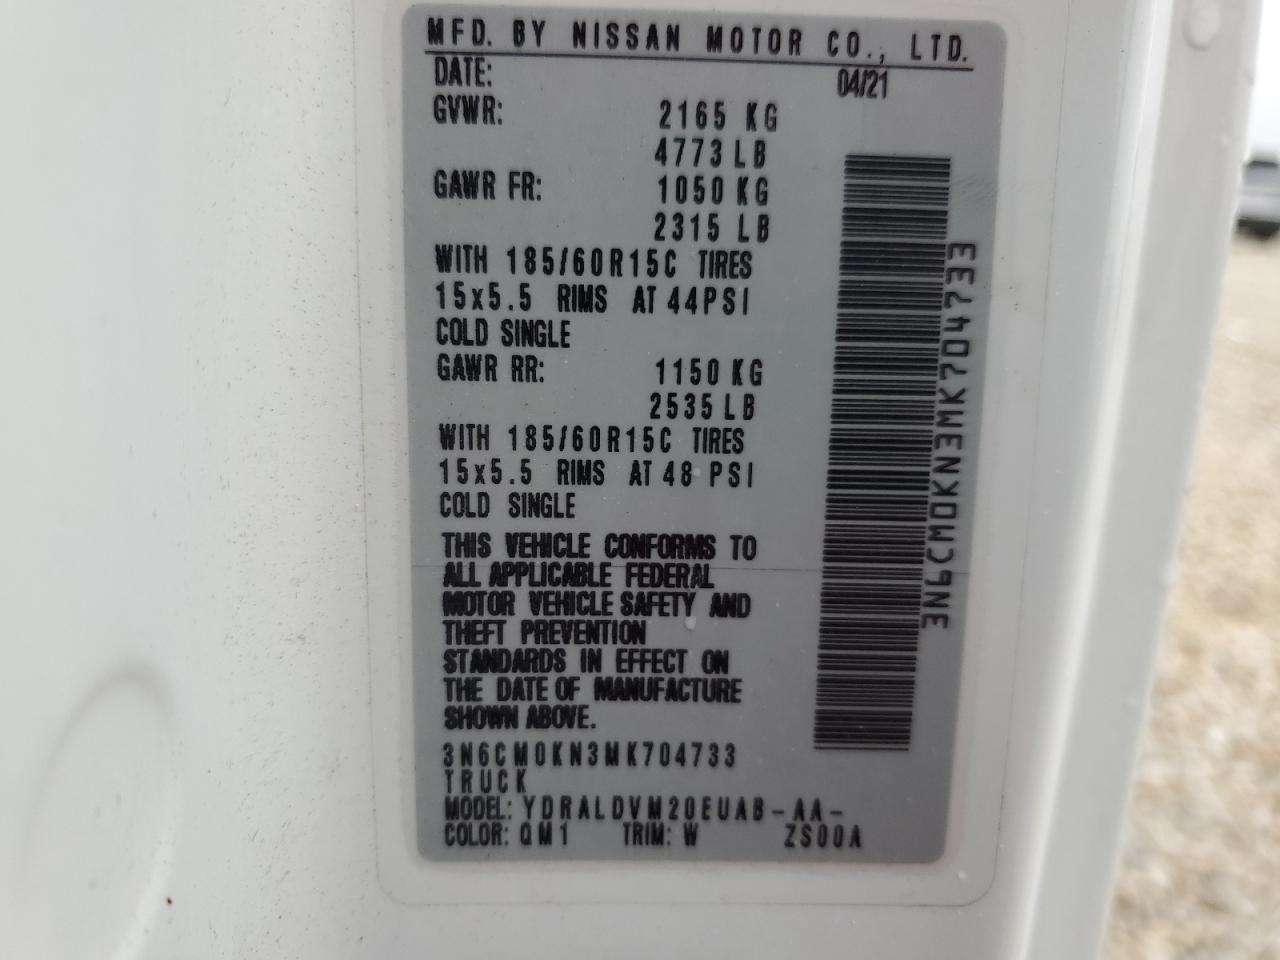 MFD. BY NISSAN MOTOR CO., LTD.
DATE: 04/21
GVWR: 2165 KG
4773 LB
GAWR FR: 1050 KG
2315 LB
WITH 185/60R15C TIRES
15x5.5 RIMS AT 44PSI
COLD SINGLE
GAWR RR: 1150 KG
2535 LB
WITH 185/60R15C TIRES
15x5.5 RIMS AT 48 PSI
COLD SINGLE
THIS VEHICLE CONFORMS TO
ALL APPLICABLE FEDERAL
MOTOR VEHICLE SAFETY AND
THEFT PREVENTION
STANDARDS IN EFFECT ON
THE DATE OF MANUFACTURE
SHOWN ABOVE.
3N6CM0KN3MK704733
TRUCK
MODEL: YDRALDVM20EUAB-AA-
COLOR: QM1 TRIM: W ZS00A
3N6CM0KN3MK704733